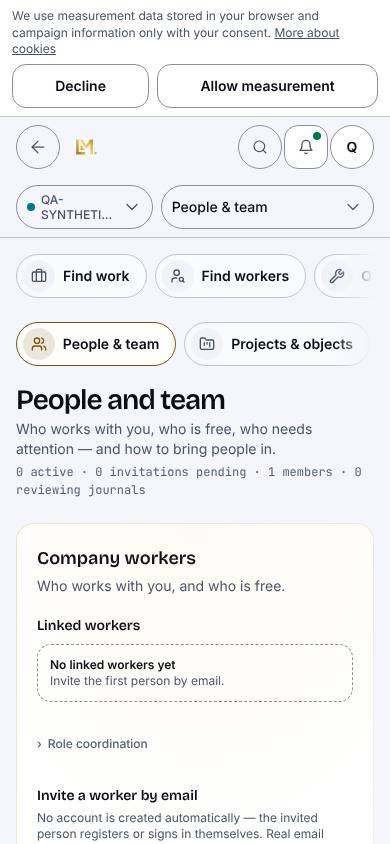 We use measurement data stored in your browser and
campaign information only with your consent. More about
cookies
Decline
Allow measurement
LM.
Q
QA-
SYNTHETI...
People & team
Find work
Find workers
People & team
Projects & objects
People and team
Who works with you, who is free, who needs
attention — and how to bring people in.
0 active · 0 invitations pending · 1 members · 0
reviewing journals
Company workers
Who works with you, and who is free.
Linked workers
No linked workers yet
Invite the first person by email.
› Role coordination
Invite a worker by email
No account is created automatically — the invited
person registers or signs in themselves. Real email